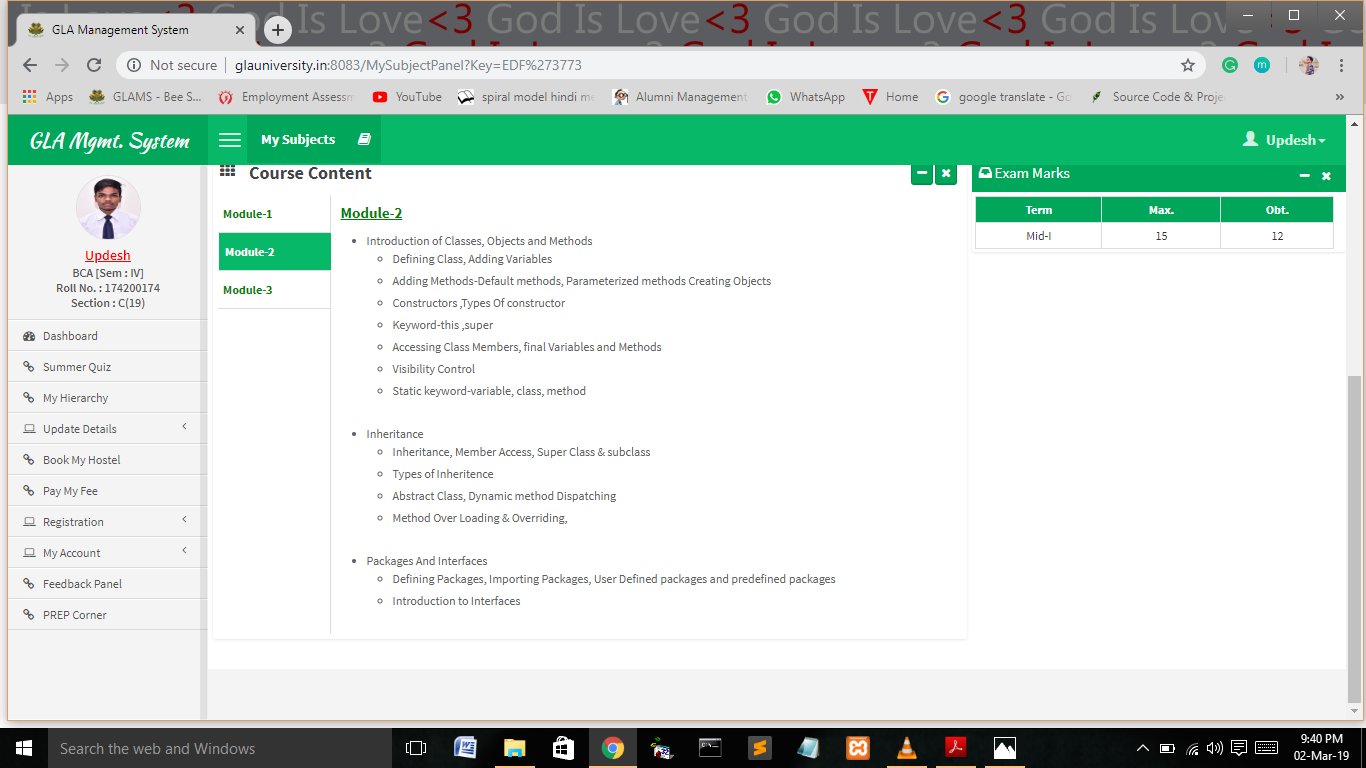 God Is Love<3 God Is Love<3 God Is Love<3 God Is Lov
GLA Management System
Not secure | glauniversity.in:8083/MySubjectPanel?Key=EDF%273773
Apps GLAMS - Bee S... Employment Assessm YouTube spiral model hindi me Alumni Management WhatsApp Home google translate - Go Source Code & Proje »
GLA Mgmt. System My Subjects Updesh
Course Content
Module-1
Module-2
Module-3
Module-2
Introduction of Classes, Objects and Methods
Defining Class, Adding Variables
Adding Methods-Default methods, Parameterized methods Creating Objects
Constructors ,Types Of constructor
Keyword-this ,super
Accessing Class Members, final Variables and Methods
Visibility Control
Static keyword-variable, class, method
Inheritance
Inheritance, Member Access, Super Class & subclass
Types of Inheritence
Abstract Class, Dynamic method Dispatching
Method Over Loading & Overriding,
Packages And Interfaces
Defining Packages, Importing Packages, User Defined packages and predefined packages
Introduction to Interfaces
Exam Marks
Term Max. Obt.
Mid-I 15 12
Updesh
BCA [Sem : IV]
Roll No. : 174200174
Section : C(19)
Dashboard
Summer Quiz
My Hierarchy
Update Details
Book My Hostel
Pay My Fee
Registration
My Account
Feedback Panel
PREP Corner
Search the web and Windows
9:40 PM
02-Mar-19